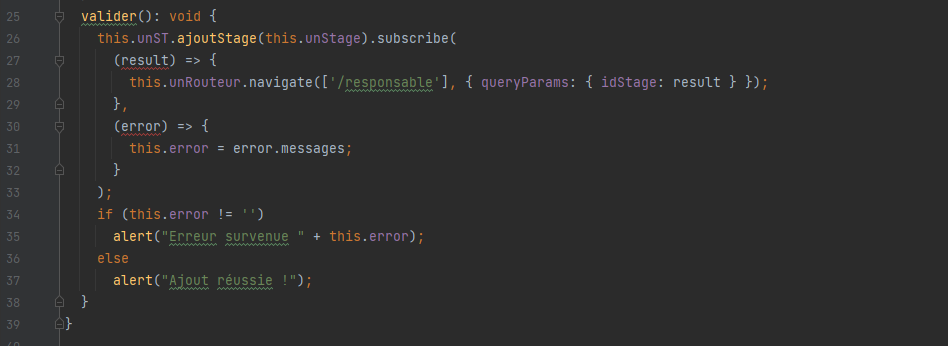 25 valider(): void {
26 this.unST.ajoutStage(this.unStage).subscribe(
27 (result) => {
28 this.unRouteur.navigate(['/responsable'], { queryParams: { idStage: result } });
29 },
30 (error) => {
31 this.error = error.messages;
32 }
33 );
34 if (this.error != '')
35 alert("Erreur survenue " + this.error);
36 else
37 alert("Ajout réussie !");
38 }
39 }